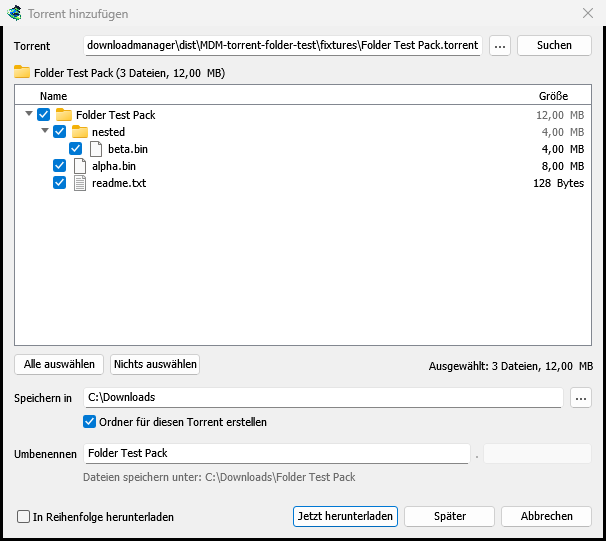 Torrent hinzufügen
Torrent downloadmanager\dist\MDM-torrent-folder-test\fixtures\Folder Test Pack.torrent ... Suchen
Folder Test Pack (3 Dateien, 12,00 MB)
Name Größe
Folder Test Pack 12,00 MB
nested 4,00 MB
beta.bin 4,00 MB
alpha.bin 8,00 MB
readme.txt 128 Bytes
Alle auswählen Nichts auswählen Ausgewählt: 3 Dateien, 12,00 MB
Speichern in C:\Downloads ...
Ordner für diesen Torrent erstellen
Umbenennen Folder Test Pack .
Dateien speichern unter: C:\Downloads\Folder Test Pack
In Reihenfolge herunterladen Jetzt herunterladen Später Abbrechen